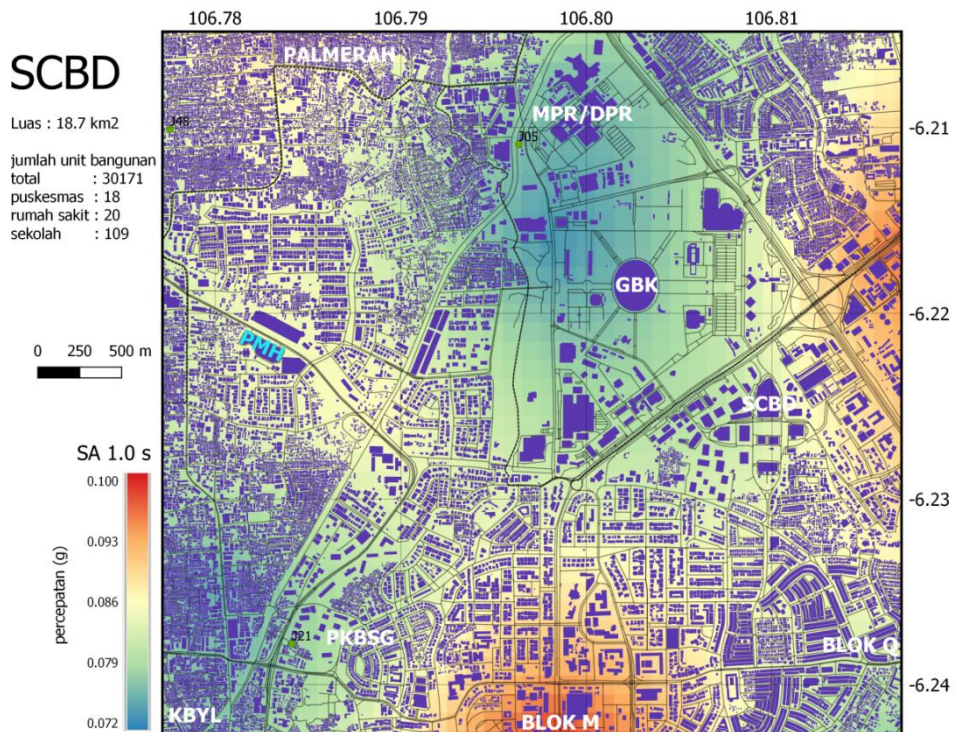 106.78 106.79 106.80 106.81
SCBD
Luas : 18.7 km2
jumlah unit bangunan
total : 30171
puskesmas : 18
rumah sakit : 20
sekolah : 109
0 250 500 m
SA 1.0 s
percepatan (g)
0.100
0.093
0.086
0.079
0.072
PALMERAH
MPR/DPR
J48
J05
GBK
PMH
SCBD
J21
PKBSG
BLOK Q
KBYL
BLOK M
-6.21
-6.22
-6.23
-6.24